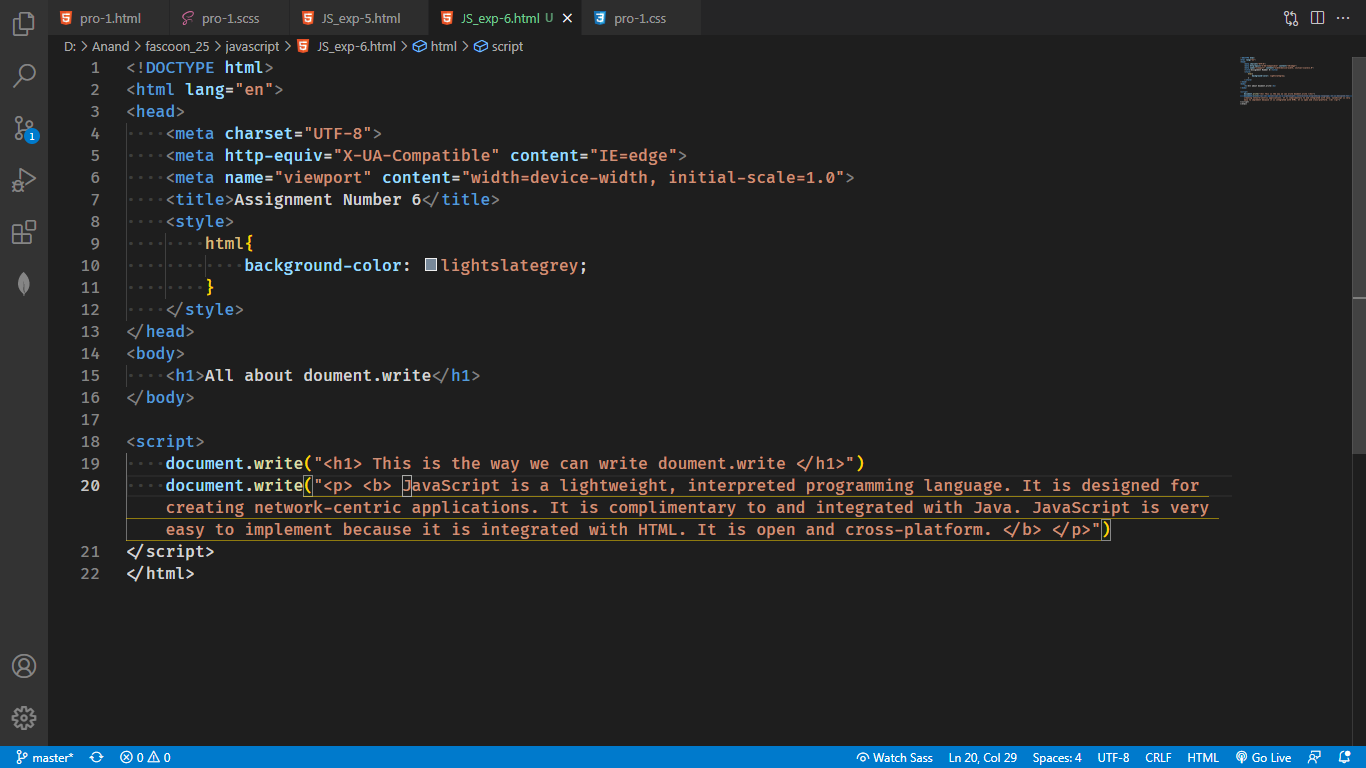 pro-1.html pro-1.scss JS_exp-5.html JS_exp-6.html U pro-1.css
D: > Anand > fascoon_25 > javascript > JS_exp-6.html > html > script
1 <!DOCTYPE html>
2 <html lang="en">
3 <head>
4 <meta charset="UTF-8">
5 <meta http-equiv="X-UA-Compatible" content="IE=edge">
6 <meta name="viewport" content="width=device-width, initial-scale=1.0">
7 <title>Assignment Number 6</title>
8 <style>
9 html{
10 background-color: lightslategrey;
11 }
12 </style>
13 </head>
14 <body>
15 <h1>All about doument.write</h1>
16 </body>
17
18 <script>
19 document.write("<h1> This is the way we can write doument.write </h1>")
20 document.write("<p> <b> JavaScript is a lightweight, interpreted programming language. It is designed for
creating network-centric applications. It is complimentary to and integrated with Java. JavaScript is very
easy to implement because it is integrated with HTML. It is open and cross-platform. </b> </p>")
21 </script>
22 </html>
1
master* 0 0 Watch Sass Ln 20, Col 29 Spaces: 4 UTF-8 CRLF HTML Go Live